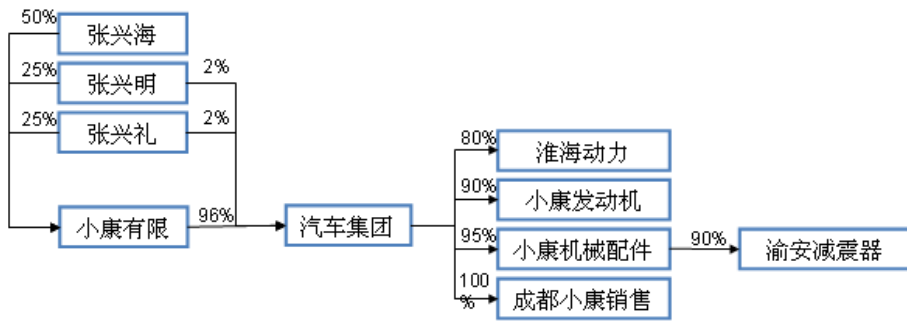 50%
张兴海
25%
张兴明
2%
25%
张兴礼
2%
80%
淮海动力
90%
小康发动机
小康有限
96%
汽车集团
95%
小康机械配件
90%
渝安减震器
100
%
成都小康销售